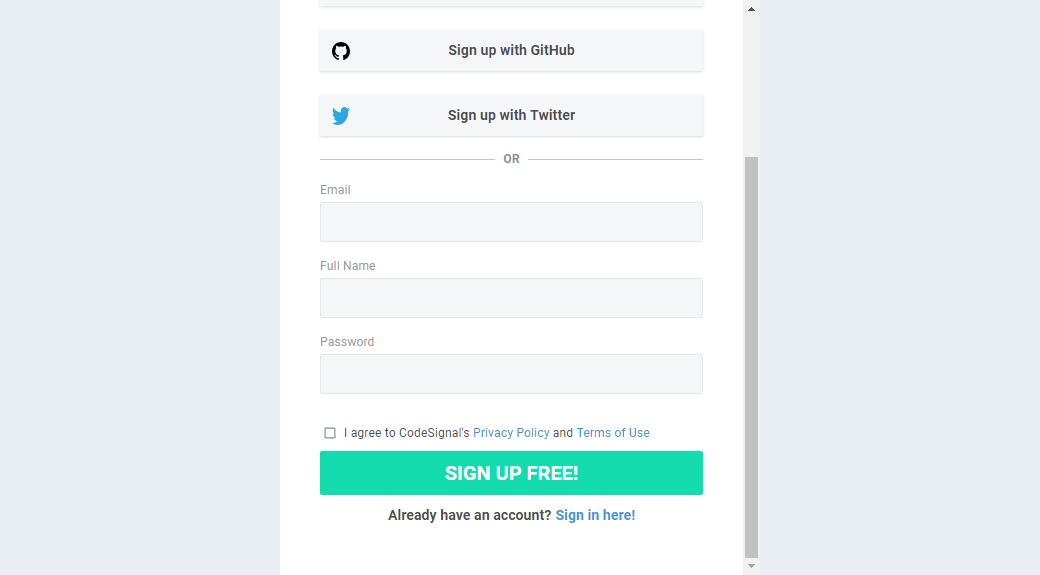 Sign up with GitHub
Sign up with Twitter
OR
Email
Full Name
Password
I agree to CodeSignal's Privacy Policy and Terms of Use
SIGN UP FREE!
Already have an account? Sign in here!